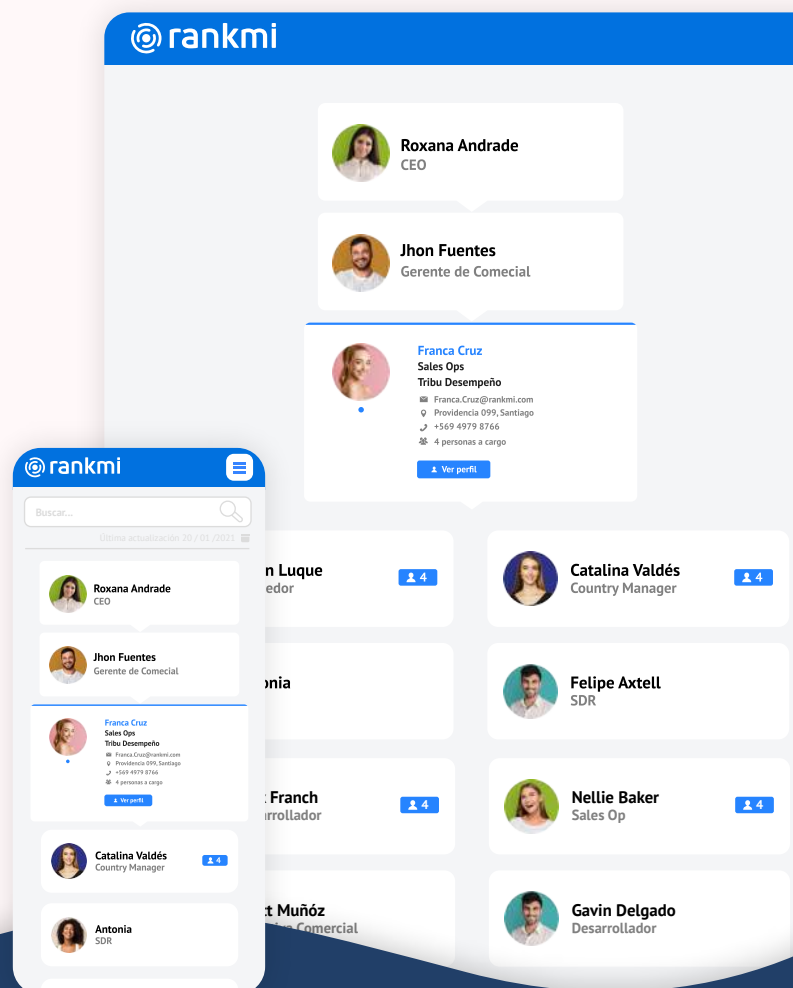 rankmi
Roxana Andrade
CEO
Jhon Fuentes
Gerente de Comecial
Franca Cruz
Sales Ops
Tribu Desempeño
Franca.Cruz@rankmi.com
Providencia 099, Santiago
+569 4979 8766
4 personas a cargo
Ver perfil
Luque
4
Catalina Valdés
Country Manager
4
Felipe Axtell
SDR
Franch
4
Nellie Baker
Sales Op
4
Muñóz
Comercial
Gavin Delgado
Desarrollador
rankmi
Buscar...
Última actualización 20 / 01 /2021
Roxana Andrade
CEO
Jhon Fuentes
Gerente de Comecial
Franca Cruz
Sales Ops
Tribu Desempeño
Franca.Cruz@rankmi.com
Providencia 099, Santiago
+569 4979 8766
4 personas a cargo
Ver perfil
Catalina Valdés
Country Manager
4
Antonia
SDR